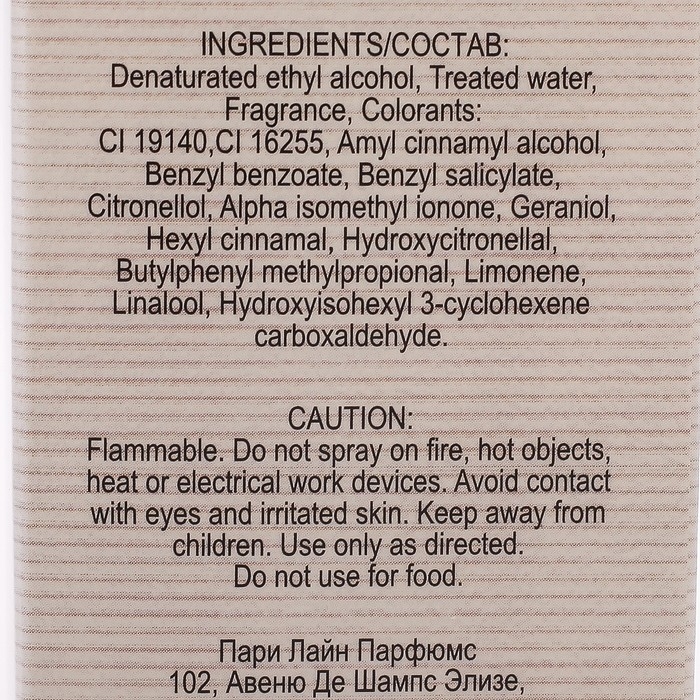 INGREDIENTS/СОСТАВ:
Denaturated ethyl alcohol, Treated water,
Fragrance, Colorants:
CI 19140,CI 16255, Amyl cinnamyl alcohol,
Benzyl benzoate, Benzyl salicylate,
Citronellol, Alpha isomethyl ionone, Geraniol,
Hexyl cinnamal, Hydroxycitronellal,
Butylphenyl methylpropional, Limonene,
Linalool, Hydroxyisohexyl 3-cyclohexene
carboxaldehyde.
CAUTION:
Flammable. Do not spray on fire, hot objects,
heat or electrical work devices. Avoid contact
with eyes and irritated skin. Keep away from
children. Use only as directed.
Do not use for food.
Пари Лайн Парфюмс
102, Авеню Де Шампс Элизе,